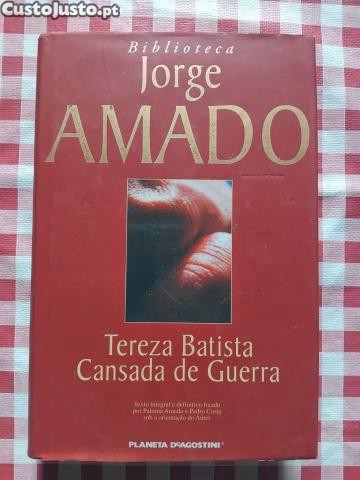 CustoJusto.pt
Biblioteca
Jorge
AMADO
Tereza Batista
Cansada de Guerra
Texto integral e definitivo fixado
por Paloma Amado e Pedro Costa
sob a orientação do Autor
PLANETA DEAGOSTINI